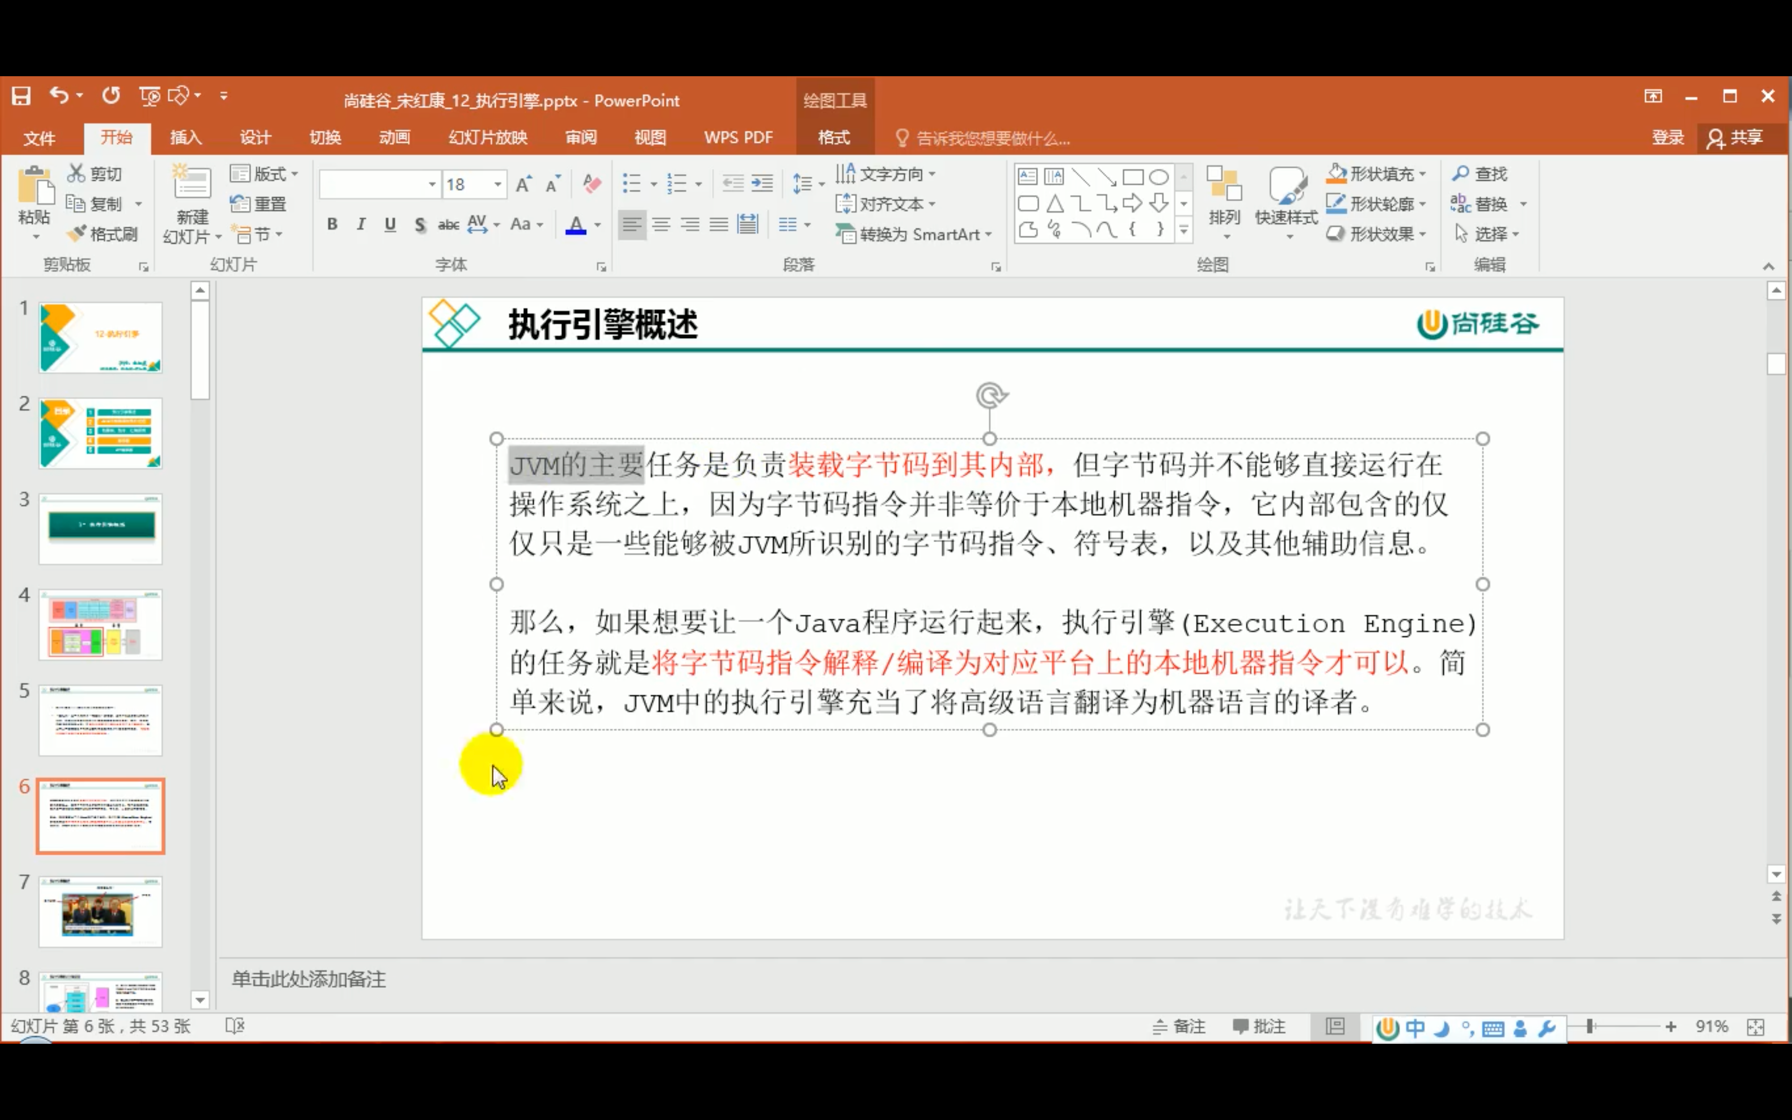 尚硅谷_宋红康_12_执行引擎.pptx - PowerPoint
绘图工具
文件 开始 插入 设计 切换 动画 幻灯片放映 审阅 视图 WPS PDF 格式 告诉我您想要做什么... 登录 共享
粘贴 剪切 复制 格式刷 剪贴板
新建幻灯片 版式 重置 节 幻灯片
18 B I U S abc AV Aa A 字体
文字方向 对齐文本 转换为 SmartArt 段落
排列 快速样式 形状填充 形状轮廓 形状效果 绘图
查找 替换 选择 编辑
1
12-执行引擎
2
目录
3
4
5
6
7
8
执行引擎概述
尚硅谷
JVM的主要任务是负责装载字节码到其内部，但字节码并不能够直接运行在
操作系统之上，因为字节码指令并非等价于本地机器指令，它内部包含的仅
仅只是一些能够被JVM所识别的字节码指令、符号表，以及其他辅助信息。
那么，如果想要让一个Java程序运行起来，执行引擎(Execution Engine)
的任务就是将字节码指令解释/编译为对应平台上的本地机器指令才可以。简
单来说，JVM中的执行引擎充当了将高级语言翻译为机器语言的译者。
让天下没有难学的技术
单击此处添加备注
幻灯片 第 6 张，共 53 张 备注 批注 中 91%